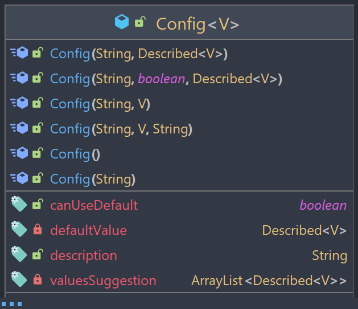 Config<V>
Config(String, Described<V>)
Config(String, boolean, Described<V>)
Config(String, V)
Config(String, V, String)
Config()
Config(String)
canUseDefault boolean
defaultValue Described<V>
description String
valuesSuggestion ArrayList<Described<V>>